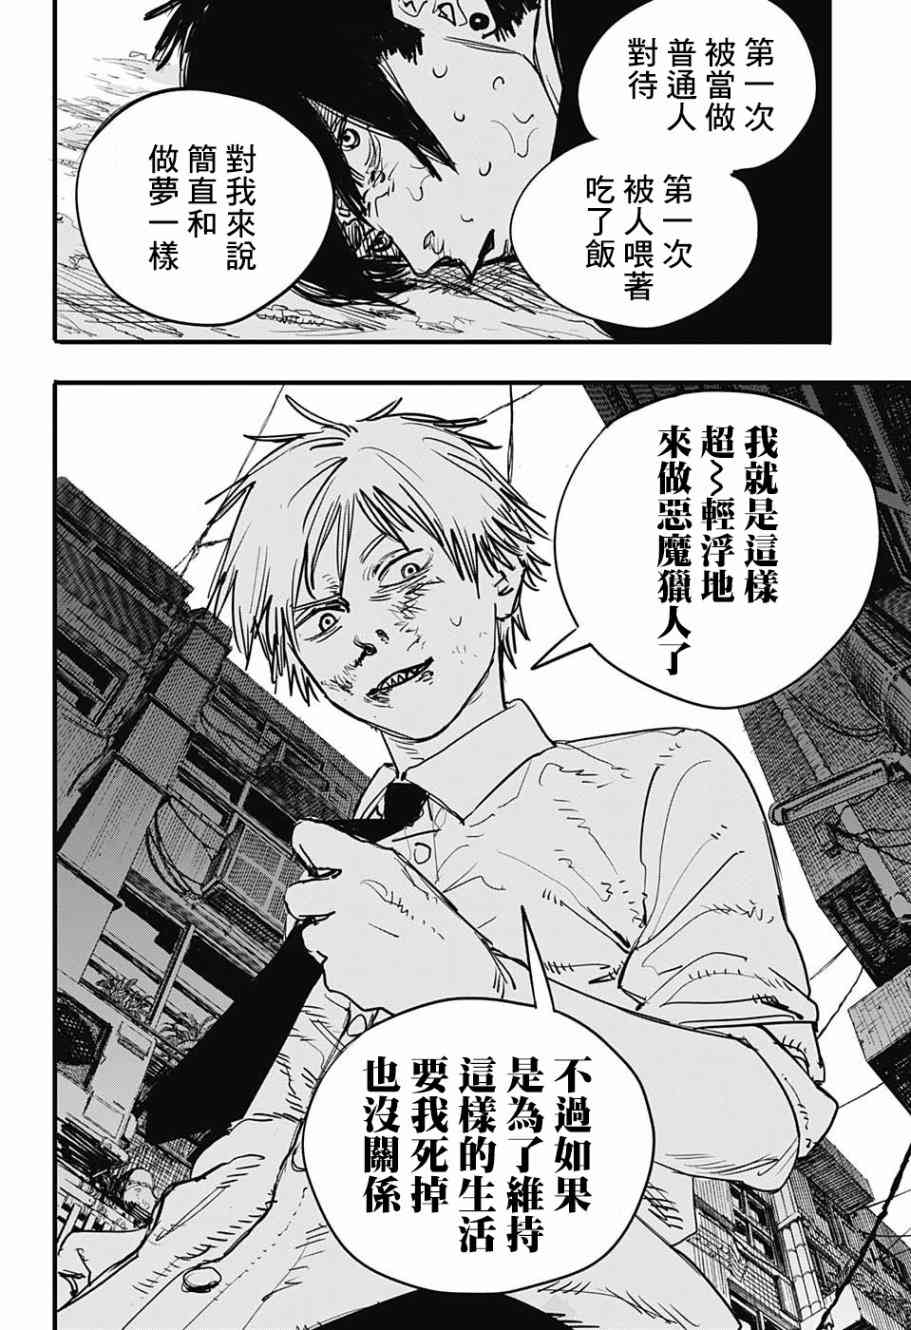 第一次
被當做
普通人
對待
第一次
被人喂著
吃了飯
對我來說
簡直和
做夢一樣
我就是這樣
超~輕浮地
來做惡魔獵人了
不過如果
是為了維持
這樣的生活
要我死掉
也沒關係